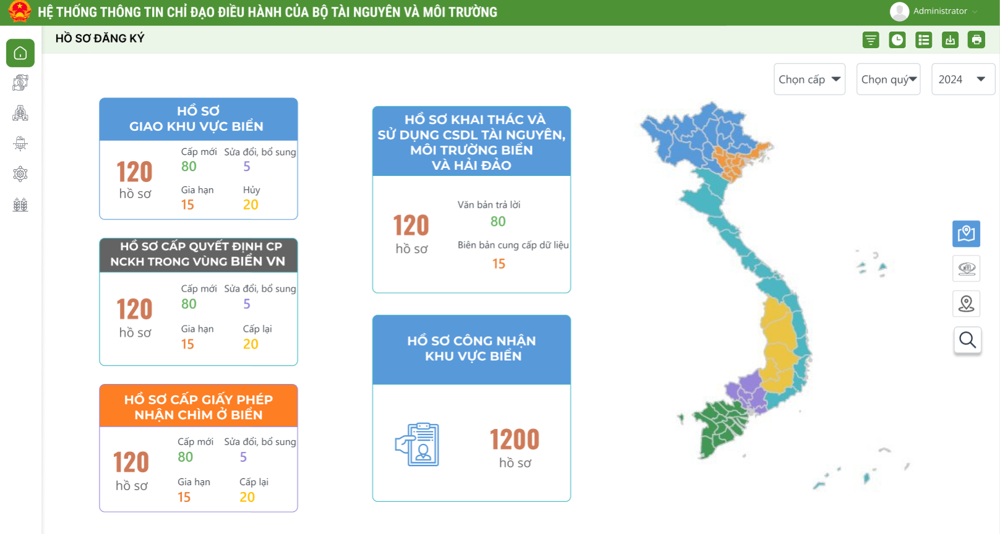 HỆ THỐNG THÔNG TIN CHỈ ĐẠO ĐIỀU HÀNH CỦA BỘ TÀI NGUYÊN VÀ MÔI TRƯỜNG
Administrator
HỒ SƠ ĐĂNG KÝ
Chọn cấp
Chọn quý
2024
HỒ SƠ
GIAO KHU VỰC BIỂN
120
hồ sơ
Cấp mới
80
Sửa đổi, bổ sung
5
Gia hạn
15
Hủy
20
HỒ SƠ CẤP QUYẾT ĐỊNH CP
NCKH TRONG VÙNG BIỂN VN
120
hồ sơ
Cấp mới
80
Sửa đổi, bổ sung
5
Gia hạn
15
Cấp lại
20
HỒ SƠ CẤP GIẤY PHÉP
NHẬN CHÌM Ở BIỂN
120
hồ sơ
Cấp mới
80
Sửa đổi, bổ sung
5
Gia hạn
15
Cấp lại
20
HỒ SƠ KHAI THÁC VÀ
SỬ DỤNG CSDL TÀI NGUYÊN,
MÔI TRƯỜNG BIỂN
VÀ HẢI ĐẢO
120
hồ sơ
Văn bản trả lời
80
Biên bản cung cấp dữ liệu
15
HỒ SƠ CÔNG NHẬN
KHU VỰC BIỂN
1200
hồ sơ